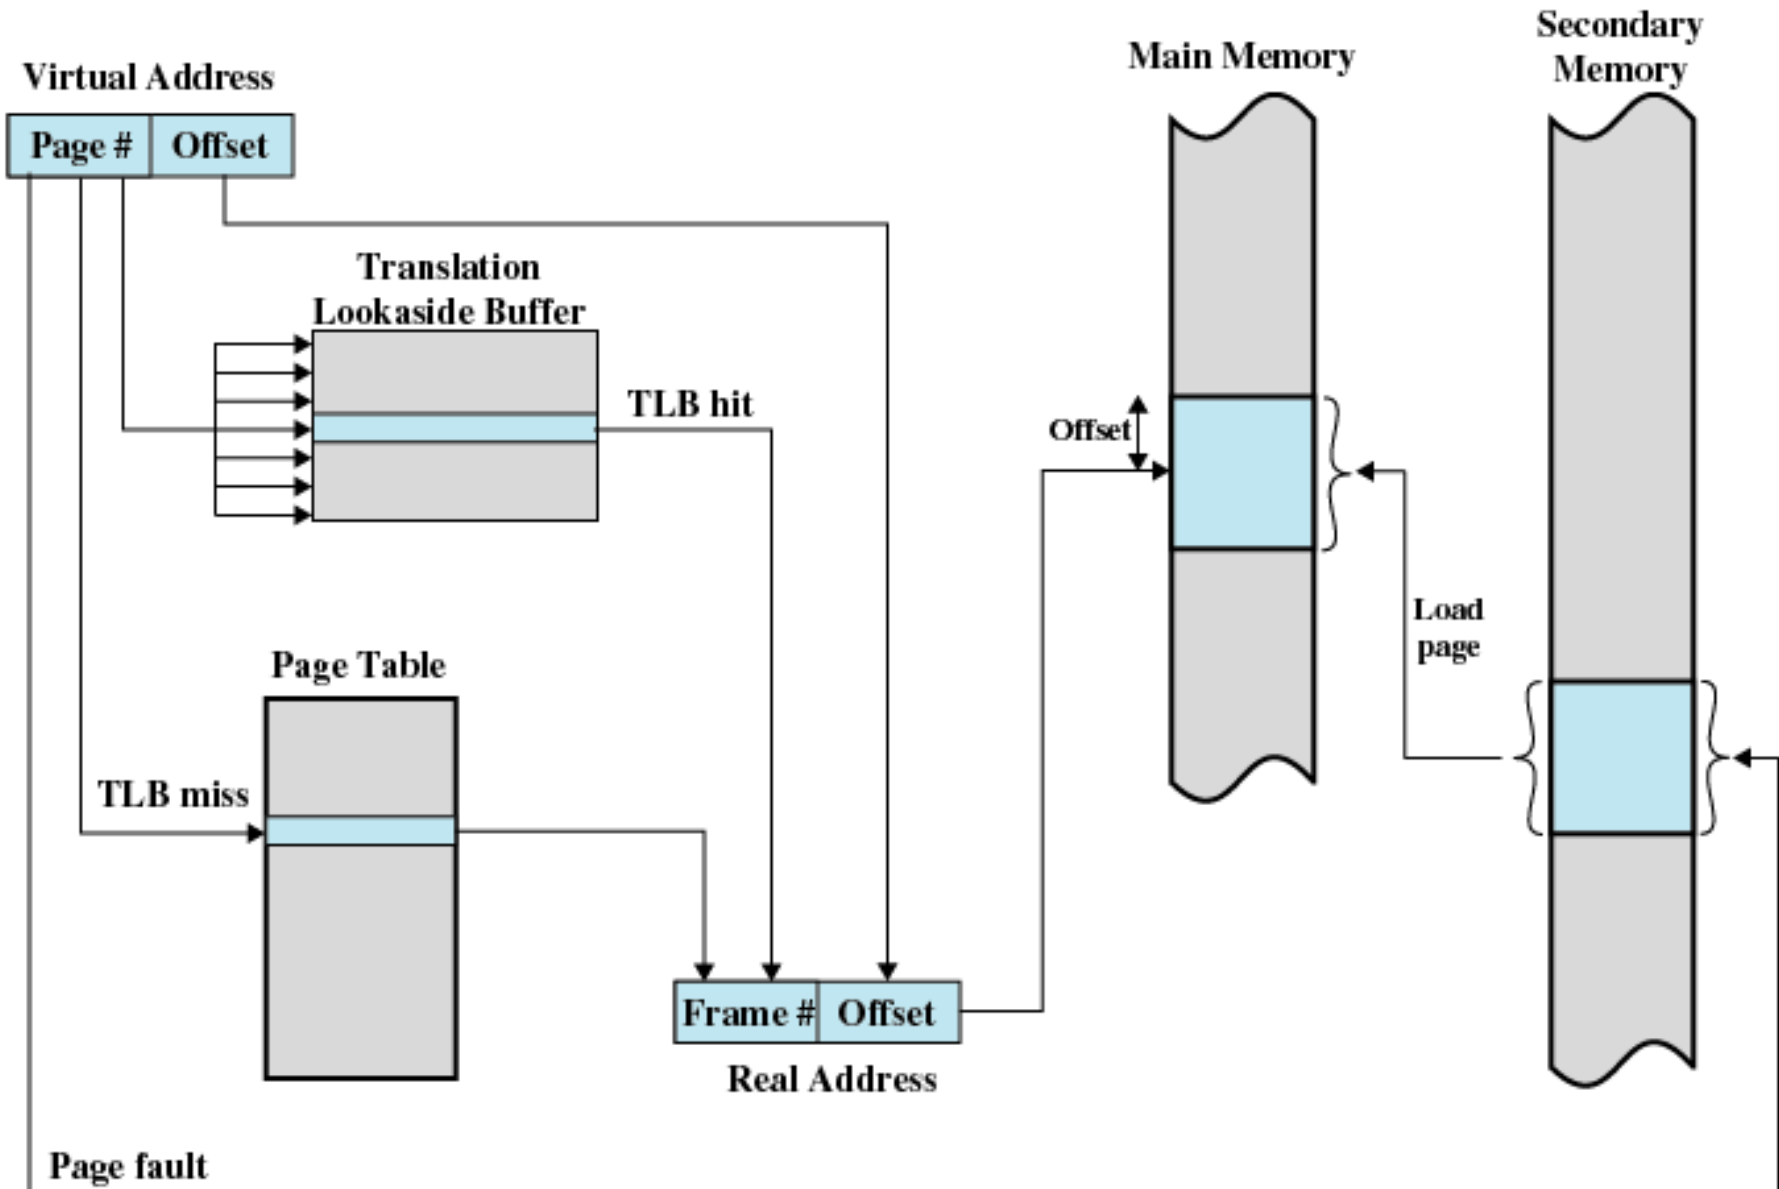 Secondary
Memory
Main Memory
Virtual Address
Page #
Offset
Translation
Lookaside Buffer
TLB hit
Offset
Load
page
Page Table
TLB miss
Frame #
Offset
Real Address
Page fault